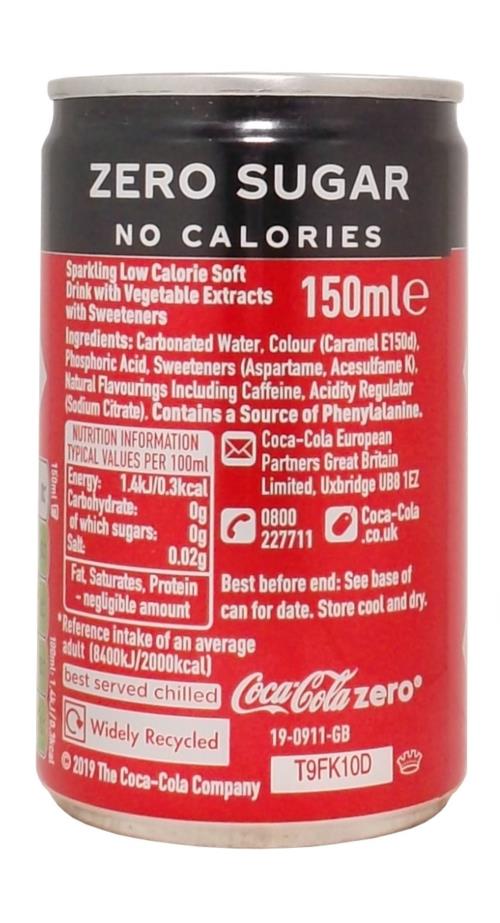 ZERO SUGAR
NO CALORIES
Sparkling Low Calorie Soft
Drink with Vegetable Extracts
with Sweeteners
150ml e
Ingredients: Carbonated Water, Colour (Caramel E150d),
Phosphoric Acid, Sweeteners (Aspartame, Acesulfame K),
Natural Flavourings Including Caffeine, Acidity Regulator
(Sodium Citrate). Contains a Source of Phenylalanine.
NUTRITION INFORMATION
TYPICAL VALUES PER 100ml
Energy: 1.4kJ/0.3kcal
Carbohydrate: 0g
of which sugars: 0g
Salt: 0.02g
Fat, Saturates, Protein
- negligible amount
Coca-Cola European
Partners Great Britain
Limited, Uxbridge UB8 1EZ
0800
227711
Coca-Cola
.co.uk
Best before end: See base of
can for date. Store cool and dry.
*Reference intake of an average
adult (8400kJ/2000kcal)
best served chilled
Coca-Cola zero®
Widely Recycled
19-0911-GB
T9FK10D
© 2019 The Coca-Cola Company
150ml
100ml: 1.4kJ/0.3kcal